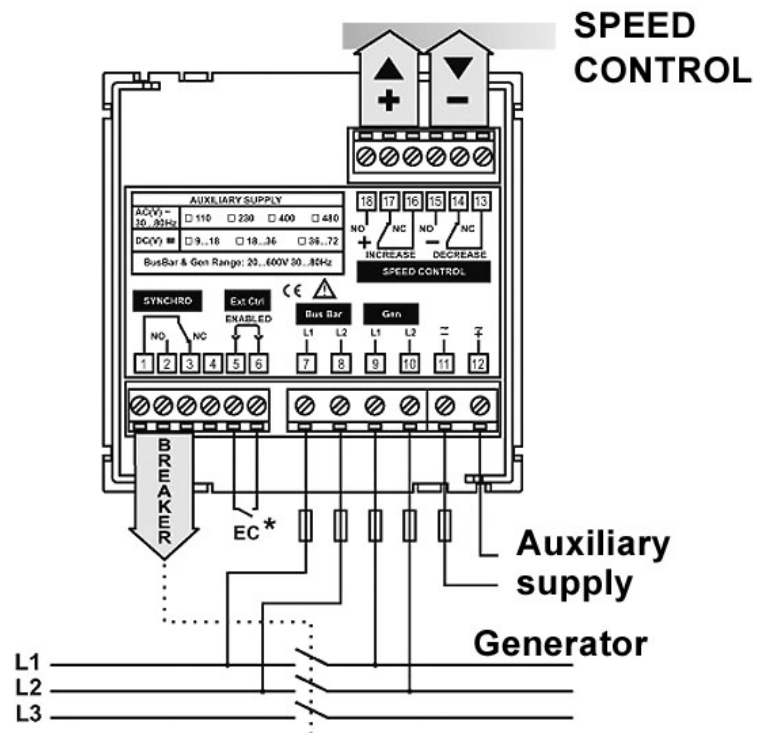 SPEED
CONTROL
+ −
AUXILIARY SUPPLY
AC(V) ~
30...80Hz
110 230 400 480
DC(V) 9...18 18...36 36...72
BusBar & Gen Range: 20...600V 30...80Hz
18 17 16 15 14 13
NO NC NO NC
+ −
INCREASE DECREASE
SPEED CONTROL
CE
SYNCHRO Ext Ctrl
ENABLED
Bus Bar Gen
NO NC
L1 L2 L1 L2
1 2 3 4 5 6 7 8 9 10 11 12
BREAKER
EC*
Auxiliary
supply
Generator
L1
L2
L3